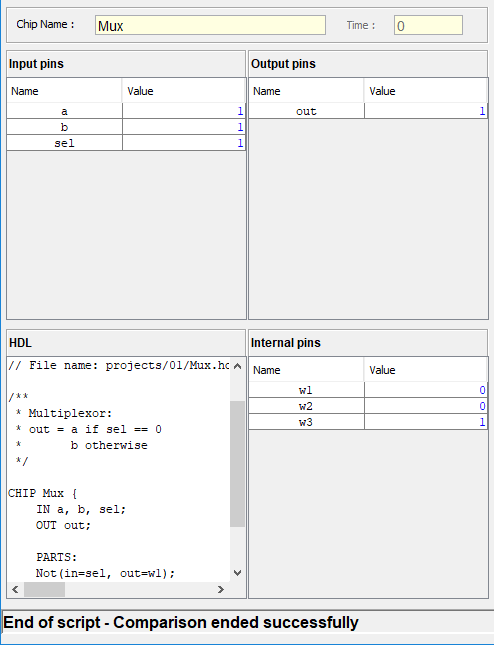 Chip Name : Mux Time : 0
Input pins Output pins
Name Value Name Value
a 1 out 1
b 1
sel 1
HDL Internal pins
// File name: projects/01/Mux.hd Name Value
w1 0
/** w2 0
* Multiplexor: w3 1
* out = a if sel == 0
* b otherwise
*/
CHIP Mux {
IN a, b, sel;
OUT out;
PARTS:
Not(in=sel, out=w1);
End of script - Comparison ended successfully